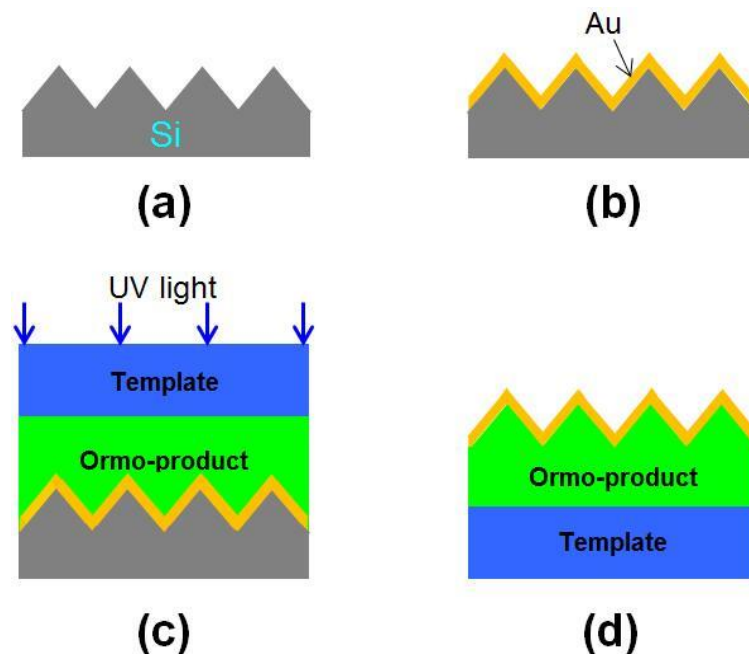 Au
Si
(a)
(b)
UV light
Template
Ormo-product
(c)
Ormo-product
Template
(d)